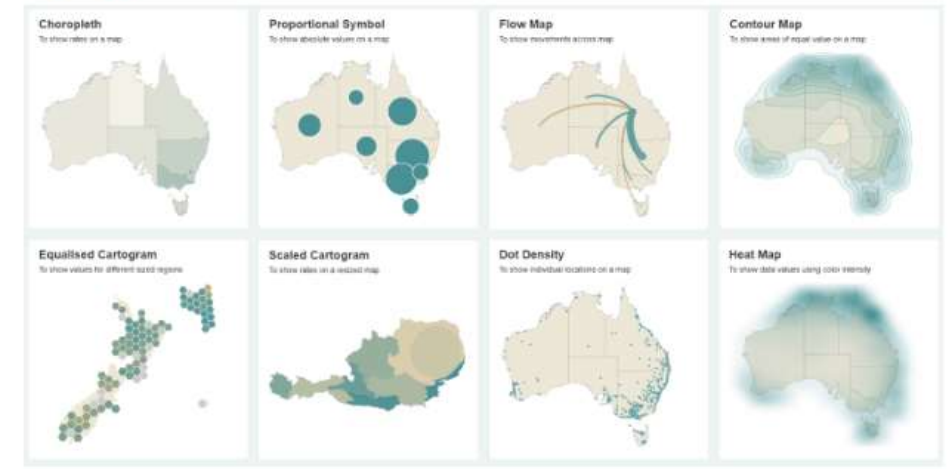 Choropleth
To show rates on a map
Proportional Symbol
To show absolute values on a map
Flow Map
To show movements across map
Contour Map
To show areas of equal value on a map
Equalised Cartogram
To show values for different sized regions
Scaled Cartogram
To show rates on a resized map
Dot Density
To show individual locations on a map
Heat Map
To show data values using color intensity